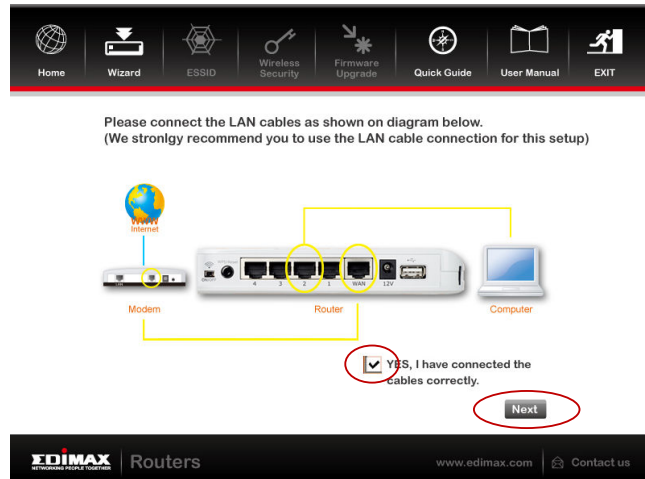 Home
Wizard
ESSID
Wireless
Security
Firmware
Upgrade
Quick Guide
User Manual
EXIT
Please connect the LAN cables as shown on diagram below.
(We stronlgy recommend you to use the LAN cable connection for this setup)
WWW
Internet
4 3 2 1 WAN 12V
Modem
Router
Computer
YES, I have connected the
cables correctly.
Next
EDIMAX
NETWORKING PEOPLE TOGETHER
Routers
www.edimax.com
Contact us